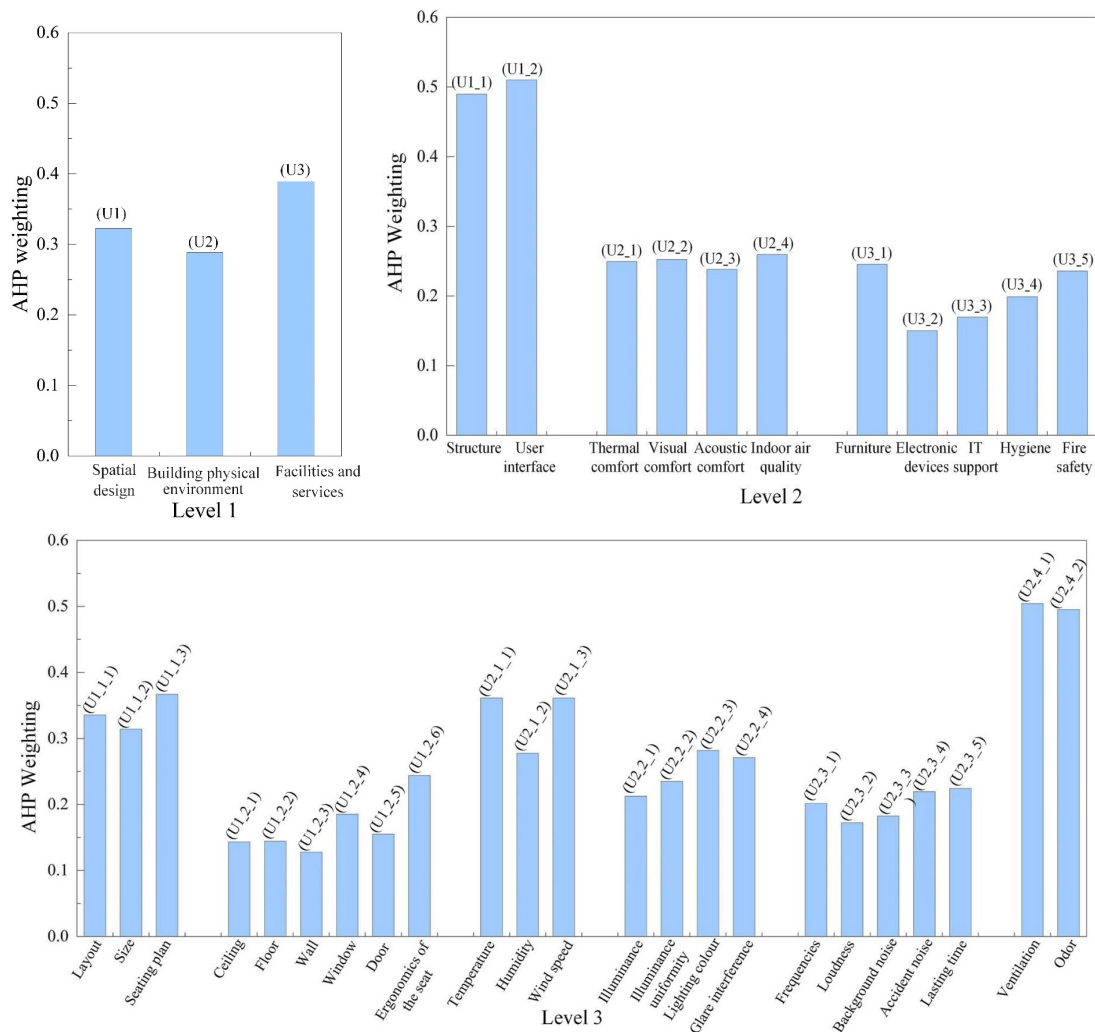 0.6
0.5
0.4
0.3
0.2
0.1
0.0
AHP weighting
(U1)
(U2)
(U3)
Spatial
design
Building physical
environment
Facilities and
services
Level 1
0.6
0.5
0.4
0.3
0.2
0.1
0.0
AHP Weighting
(U1_1)
(U1_2)
(U2_1)
(U2_2)
(U2_3)
(U2_4)
(U3_1)
(U3_2)
(U3_3)
(U3_4)
(U3_5)
Structure
User
interface
Thermal
comfort
Visual
comfort
Acoustic
comfort
Indoor air
quality
Furniture
Electronic
devices
IT
support
Hygiene
Fire
safety
Level 2
0.6
0.5
0.4
0.3
0.2
0.1
0.0
AHP Weighting
(U1_1_1)
(U1_1_2)
(U1_1_3)
(U1_2_1)
(U1_2_2)
(U1_2_3)
(U1_2_4)
(U1_2_5)
(U1_2_6)
(U2_1_1)
(U2_1_2)
(U2_1_3)
(U2_2_1)
(U2_2_2)
(U2_2_3)
(U2_2_4)
(U2_3_1)
(U2_3_2)
(U2_3_3
)
(U2_3_4)
(U2_3_5)
(U2_4_1)
(U2_4_2)
Layout
Size
Seating plan
Ceiling
Floor
Wall
Window
Door
Ergonomics of
the seat
Temperature
Humidity
Wind speed
Illuminance
Illuminance
uniformity
Lighting colour
Glare interference
Frequencies
Loudness
Background noise
Accident noise
Lasting time
Ventilation
Odor
Level 3